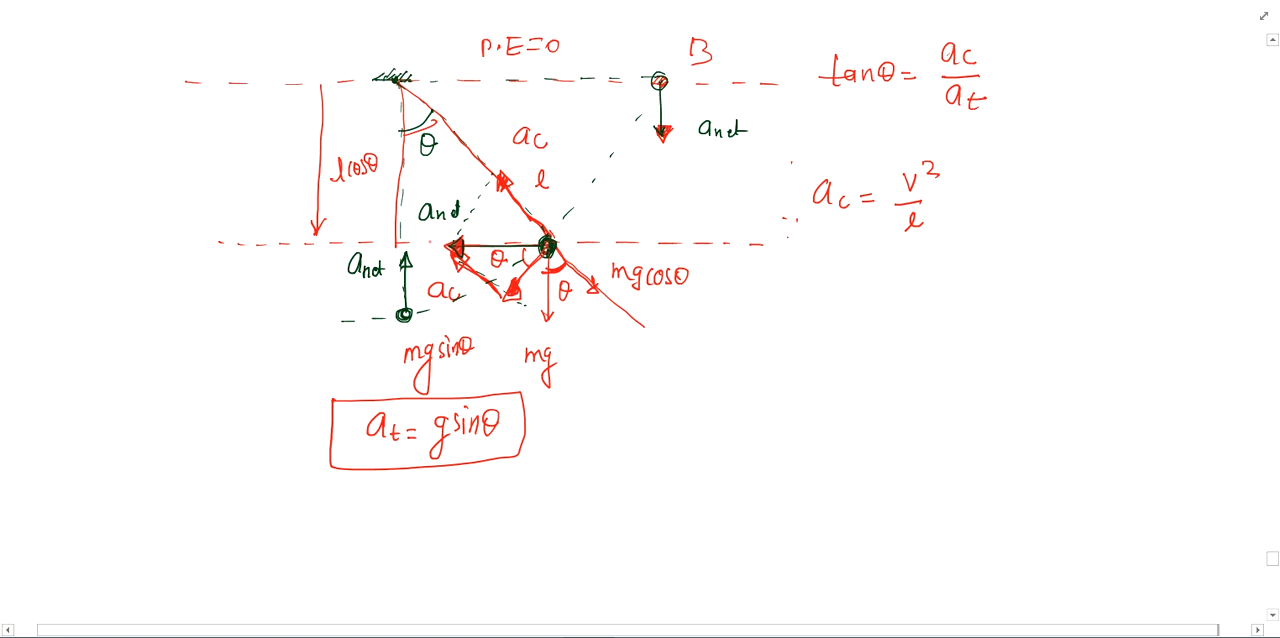 P.E=0
B
tanθ = ac/at
anet
θ
ac
l
lcosθ
ac = v²/l
anet
θ
mgcosθ
anet
ac
θ
mgsinθ
mg
at = gsinθ